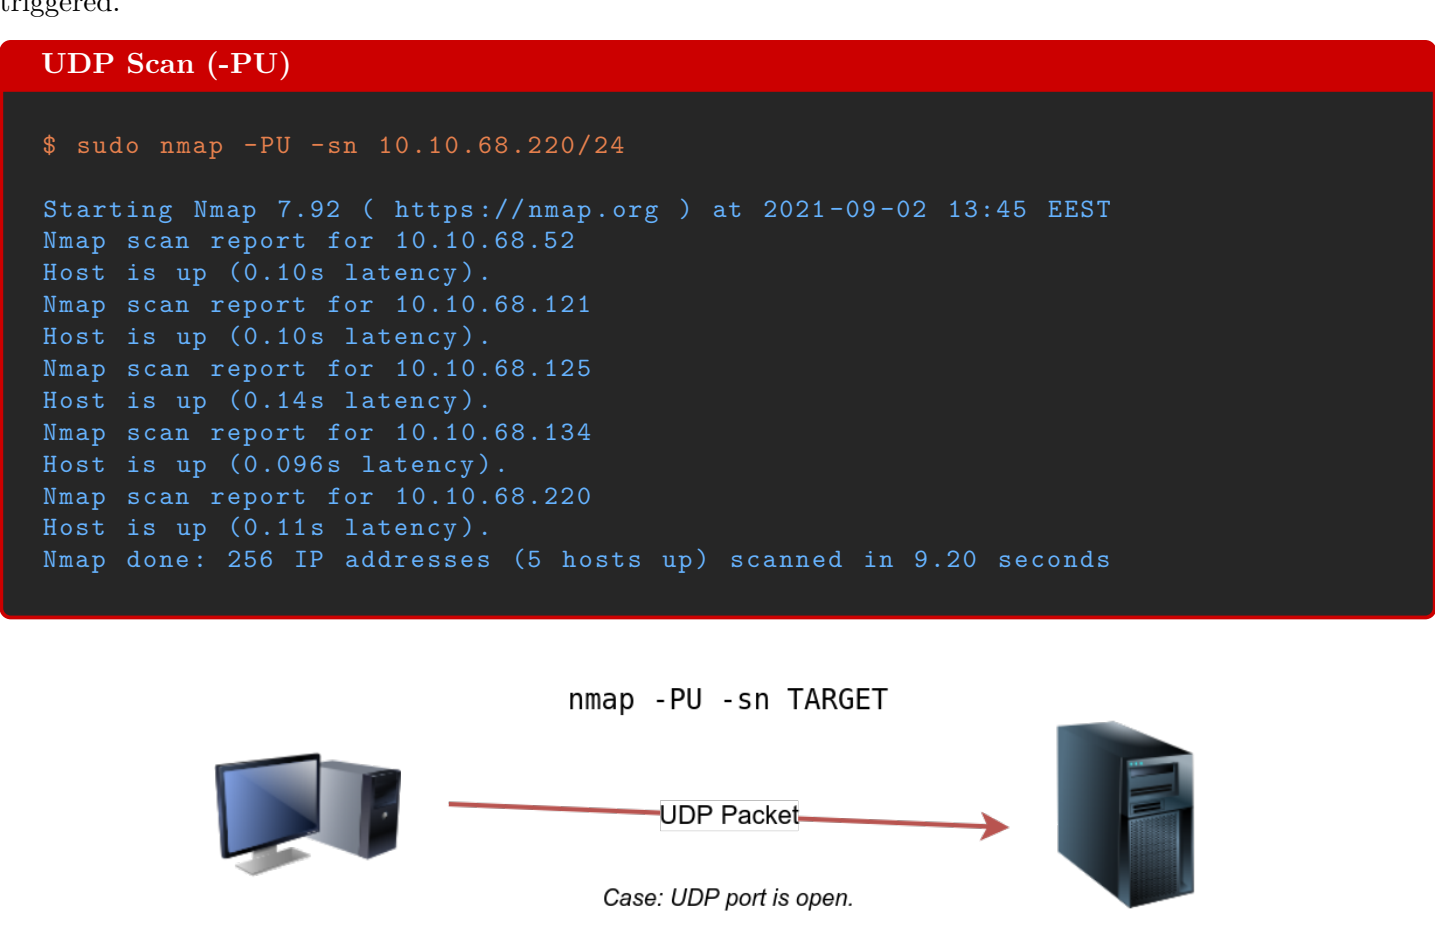 triggered.
UDP Scan (-PU)
$ sudo nmap -PU -sn 10.10.68.220/24
Starting Nmap 7.92 ( https://nmap.org ) at 2021-09-02 13:45 EEST
Nmap scan report for 10.10.68.52
Host is up (0.10s latency).
Nmap scan report for 10.10.68.121
Host is up (0.10s latency).
Nmap scan report for 10.10.68.125
Host is up (0.14s latency).
Nmap scan report for 10.10.68.134
Host is up (0.096s latency).
Nmap scan report for 10.10.68.220
Host is up (0.11s latency).
Nmap done: 256 IP addresses (5 hosts up) scanned in 9.20 seconds
nmap -PU -sn TARGET
UDP Packet
Case: UDP port is open.